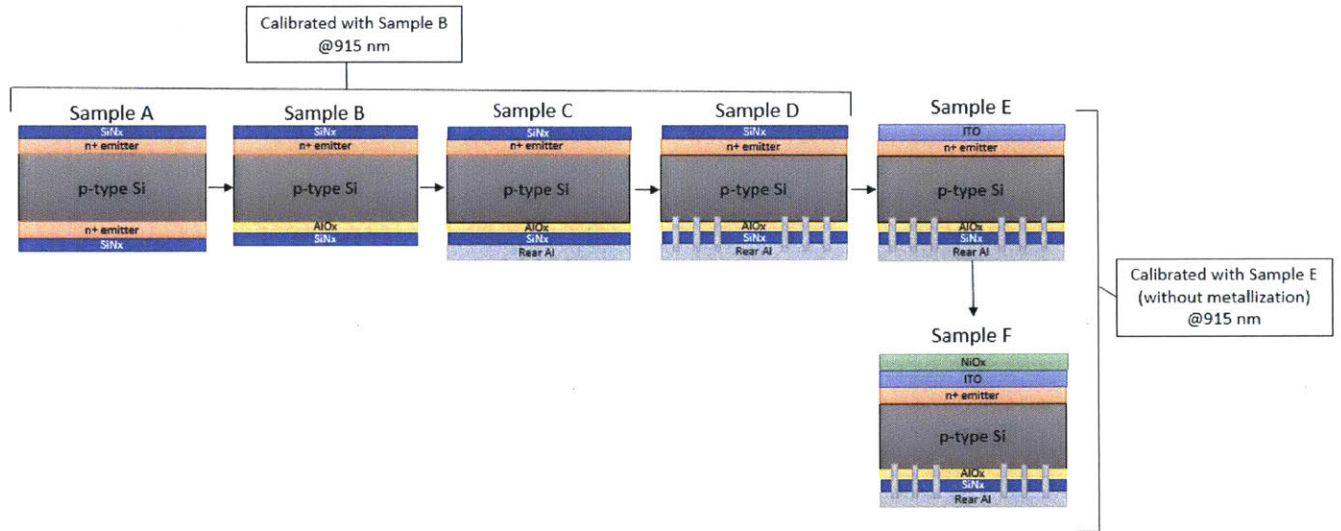 Calibrated with Sample B
@915 nm
Sample A
SiNx
n+ emitter
p-type Si
n+ emitter
SiNx
Sample B
SiNx
n+ emitter
p-type Si
AlOx
SiNx
Sample C
SiNx
n+ emitter
p-type Si
AlOx
SiNx
Rear Al
Sample D
SiNx
n+ emitter
p-type Si
AlOx
SiNx
Rear Al
Sample E
ITO
n+ emitter
p-type Si
AlOx
SiNx
Rear Al
Calibrated with Sample E
(without metallization)
@915 nm
Sample F
NiOx
ITO
n+ emitter
p-type Si
AlOx
SiNx
Rear Al